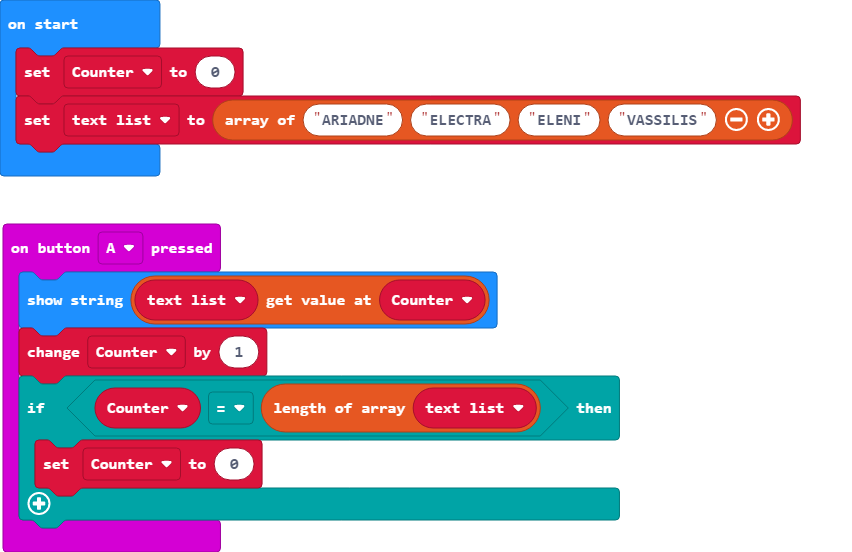 on start
set Counter to 0
set text list to array of "ARIADNE" "ELECTRA" "ELENI" "VASSILIS"
on button A pressed
show string text list get value at Counter
change Counter by 1
if Counter = length of array text list then
set Counter to 0